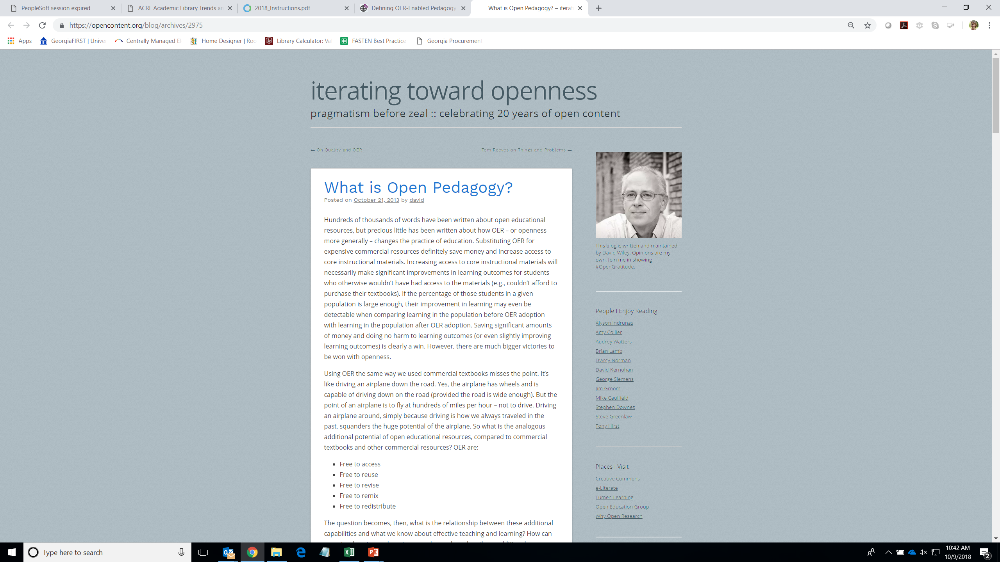 PeopleSoft session expired
ACRL Academic Library Trends an
2018_Instructions.pdf
Defining OER-Enabled Pedagogy
What is Open Pedagogy? – iterat
https://opencontent.org/blog/archives/2975
Apps
GeorgiaFIRST | Univer
Centrally Managed El
Home Designer | Roo
Library Calculator: Val
FASTEN Best Practice
Georgia Procurement
iterating toward openness
pragmatism before zeal :: celebrating 20 years of open content
← On Quality and OER
Tom Reeves on Things and Problems →
What is Open Pedagogy?
Posted on October 21, 2013 by david
Hundreds of thousands of words have been written about open educational
resources, but precious little has been written about how OER – or openness
more generally – changes the practice of education. Substituting OER for
expensive commercial resources definitely save money and increase access to
core instructional materials. Increasing access to core instructional materials will
necessarily make significant improvements in learning outcomes for students
who otherwise wouldn’t have had access to the materials (e.g., couldn’t afford to
purchase their textbooks). If the percentage of those students in a given
population is large enough, their improvement in learning may even be
detectable when comparing learning in the population before OER adoption
with learning in the population after OER adoption. Saving significant amounts
of money and doing no harm to learning outcomes (or even slightly improving
learning outcomes) is clearly a win. However, there are much bigger victories to
be won with openness.
Using OER the same way we used commercial textbooks misses the point. It’s
like driving an airplane down the road. Yes, the airplane has wheels and is
capable of driving down on the road (provided the road is wide enough). But the
point of an airplane is to fly at hundreds of miles per hour – not to drive. Driving
an airplane around, simply because driving is how we always traveled in the
past, squanders the huge potential of the airplane. So what is the analogous
additional potential of open educational resources, compared to commercial
textbooks and other commercial resources? OER are:
• Free to access
• Free to reuse
• Free to revise
• Free to remix
• Free to redistribute
The question becomes, then, what is the relationship between these additional
capabilities and what we know about effective teaching and learning? How can
This blog is written and maintained
by David Wiley. Opinions are my
own. Join me in showing
#OpenGratitude.
People I Enjoy Reading
Alyson Indrunas
Amy Collier
Audrey Watters
Brian Lamb
D’Arcy Norman
David Kernohan
George Siemens
Jim Groom
Mike Caulfield
Stephen Downes
Steve Greenlaw
Tony Hirst
Places I Visit
Creative Commons
e-Literate
Lumen Learning
Open Education Group
Why Open Research
Type here to search
10:42 AM
10/9/2018
2